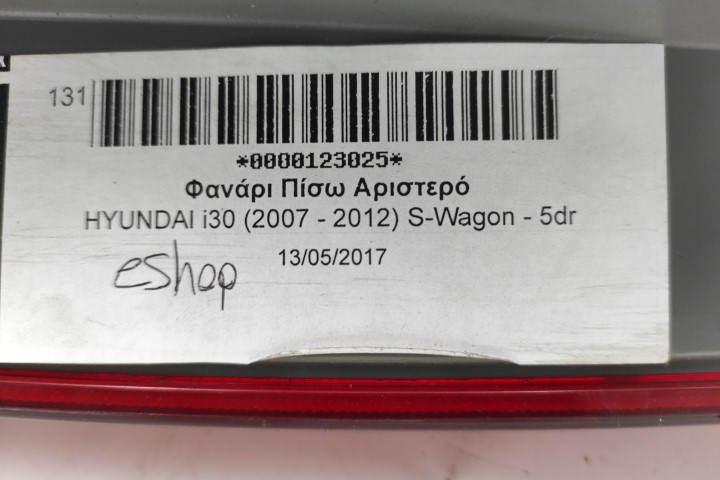 131
*0000123025*
Φανάρι Πίσω Αριστερό
HYUNDAI i30 (2007 - 2012) S-Wagon - 5dr
eshop
13/05/2017